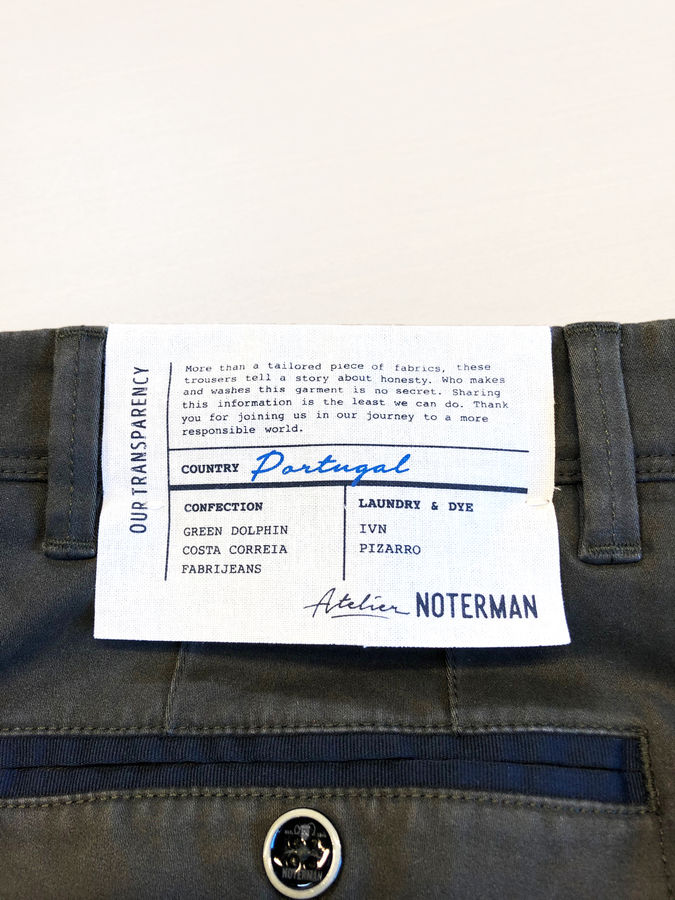 OUR TRANSPARENCY
More than a tailored piece of fabrics, these
trousers tell a story about honesty. Who makes
and washes this garment is no secret. Sharing
this information is the least we can do. Thank
you for joining us in our journey to a more
responsible world.
COUNTRY Portugal
CONFECTION
GREEN DOLPHIN
COSTA CORREIA
FABRIJEANS
LAUNDRY & DYE
IVN
PIZARRO
Atelier NOTERMAN
NOTERMAN